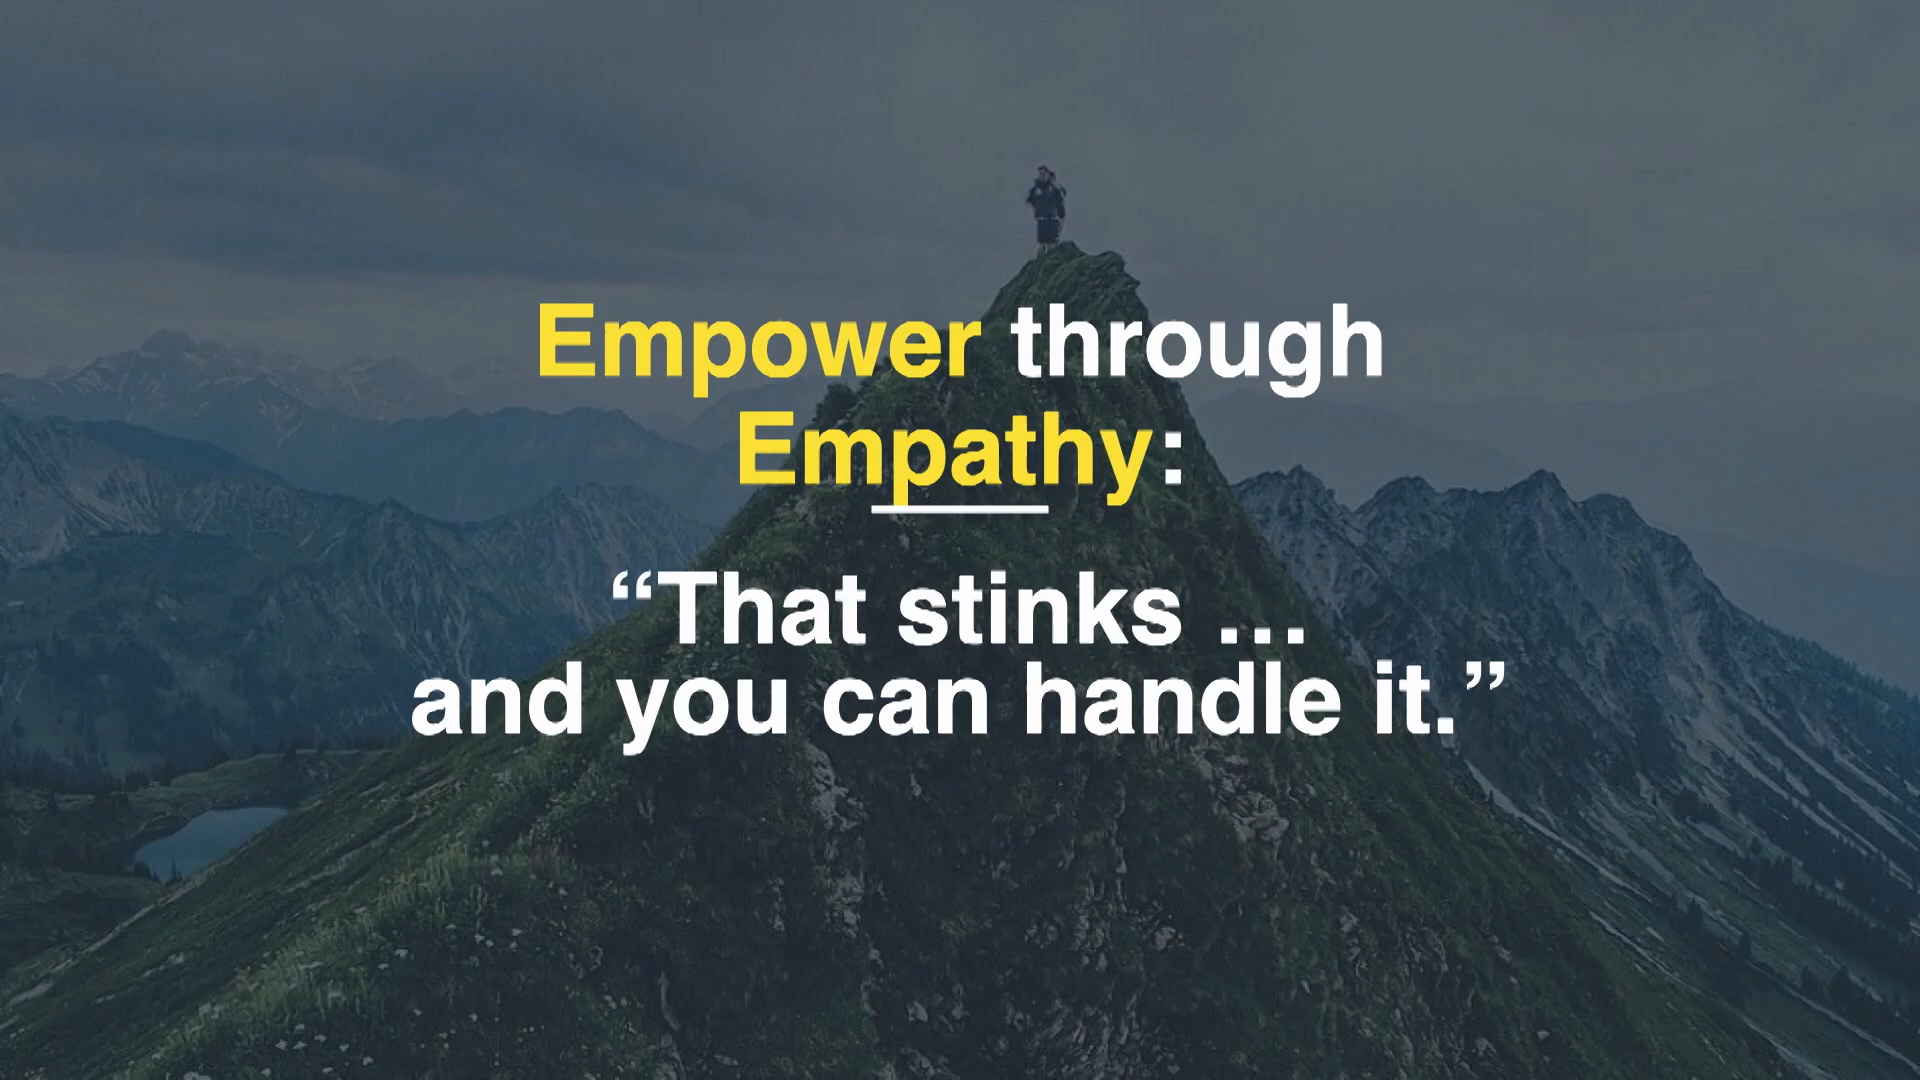 Empower through
Empathy:
“That stinks …
and you can handle it.”